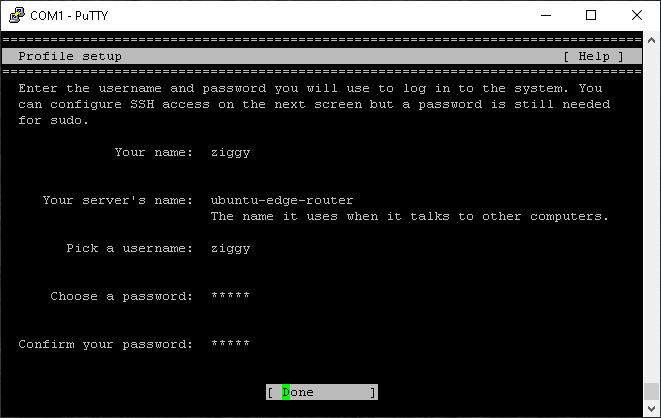 COM1 - PuTTY
================================================================================
Profile setup [ Help ]
================================================================================
Enter the username and password you will use to log in to the system. You
can configure SSH access on the next screen but a password is still needed
for sudo.
Your name: ziggy
Your server's name: ubuntu-edge-router
The name it uses when it talks to other computers.
Pick a username: ziggy
Choose a password: *****
Confirm your password: *****
[ Done ]